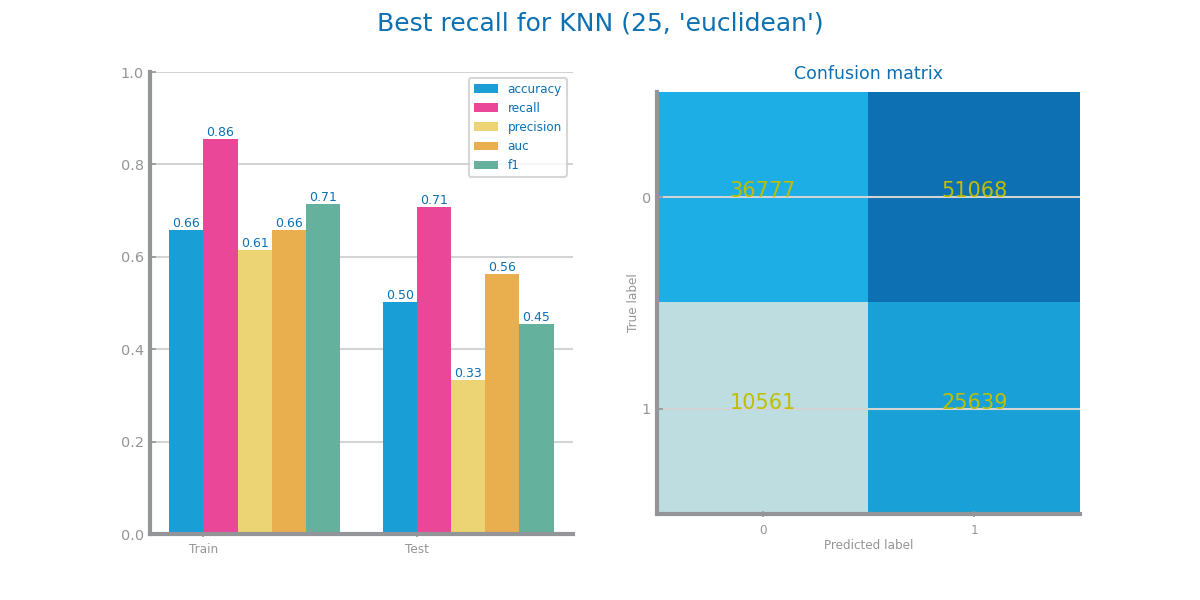 Best recall for KNN (25, 'euclidean')
1.0
0.8
0.6
0.4
0.2
0.0
accuracy
recall
precision
auc
f1
0.66
0.86
0.61
0.66
0.71
0.50
0.71
0.33
0.56
0.45
Train
Test
Confusion matrix
True label
0
1
36777
51068
10561
25639
0
1
Predicted label